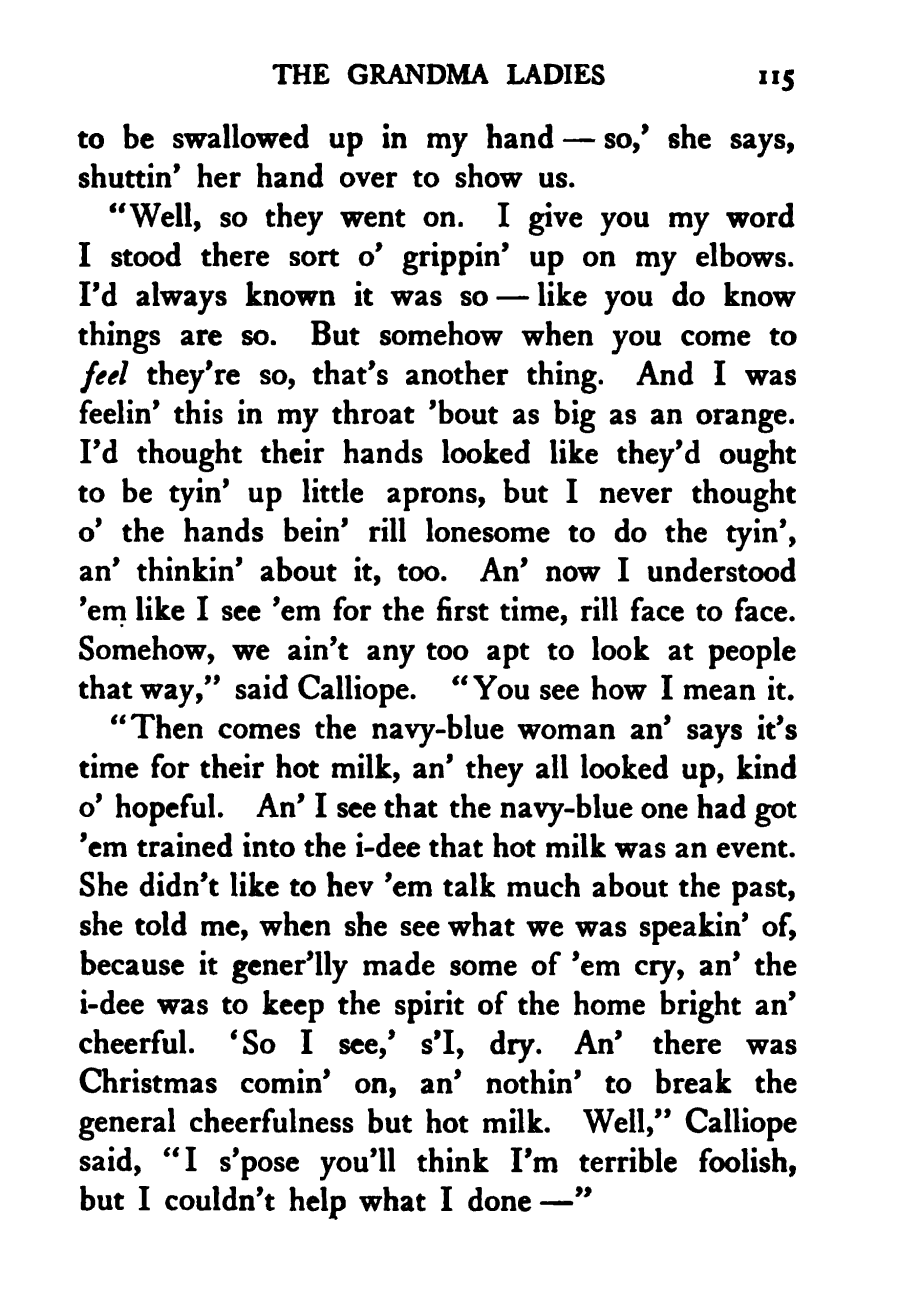 THE GRANDMA LADIES 115
to be swallowed up in my hand — so,’ she says,
shuttin’ her hand over to show us.
“Well, so they went on. I give you my word
I stood there sort o’ grippin’ up on my elbows.
I’d always known it was so — like you do know
things are so. But somehow when you come to
feel they’re so, that’s another thing. And I was
feelin’ this in my throat ’bout as big as an orange.
I’d thought their hands looked like they’d ought
to be tyin’ up little aprons, but I never thought
o’ the hands bein’ rill lonesome to do the tyin’,
an’ thinkin’ about it, too. An’ now I understood
’em like I see ’em for the first time, rill face to face.
Somehow, we ain’t any too apt to look at people
that way,” said Calliope. “You see how I mean it.
“Then comes the navy-blue woman an’ says it’s
time for their hot milk, an’ they all looked up, kind
o’ hopeful. An’ I see that the navy-blue one had got
’em trained into the i-dee that hot milk was an event.
She didn’t like to hev ’em talk much about the past,
she told me, when she see what we was speakin’ of,
because it gener’lly made some of ’em cry, an’ the
i-dee was to keep the spirit of the home bright an’
cheerful. ‘So I see,’ s’I, dry. An’ there was
Christmas comin’ on, an’ nothin’ to break the
general cheerfulness but hot milk. Well,” Calliope
said, “I s’pose you’ll think I’m terrible foolish,
but I couldn’t help what I done —”